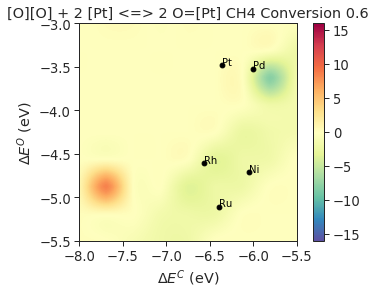 [O][O] + 2 [Pt] <=> 2 O=[Pt] CH4 Conversion 0.6
−3.0
−3.5
−4.0
−4.5
−5.0
−5.5
ΔE^O (eV)
Pt
Pd
Rh
Ni
Ru
−8.0 −7.5 −7.0 −6.5 −6.0 −5.5
ΔE^C (eV)
15
10
5
0
−5
−10
−15